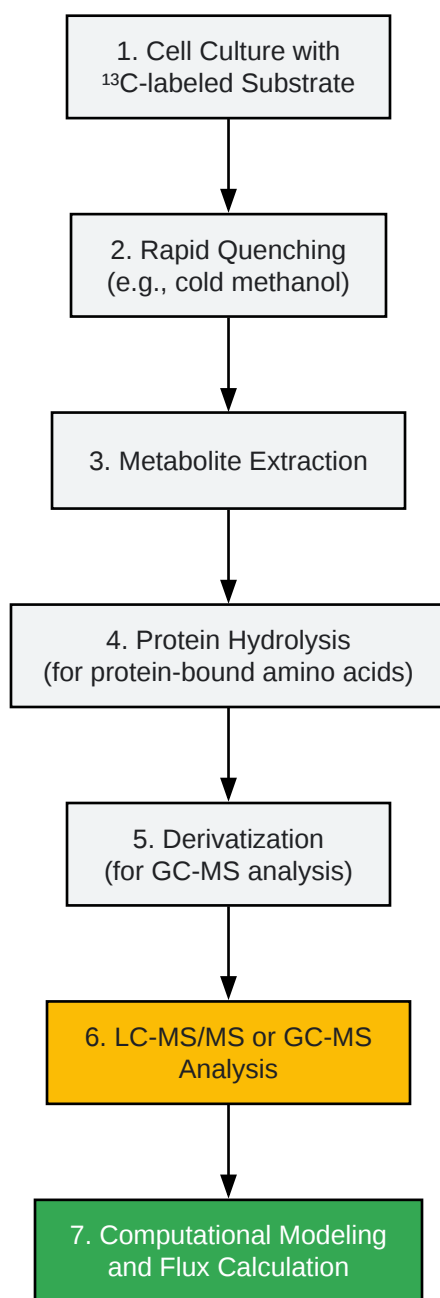 1. Cell Culture with
¹³C-labeled Substrate
2. Rapid Quenching
(e.g., cold methanol)
3. Metabolite Extraction
4. Protein Hydrolysis
(for protein-bound amino acids)
5. Derivatization
(for GC-MS analysis)
6. LC-MS/MS or GC-MS
Analysis
7. Computational Modeling
and Flux Calculation